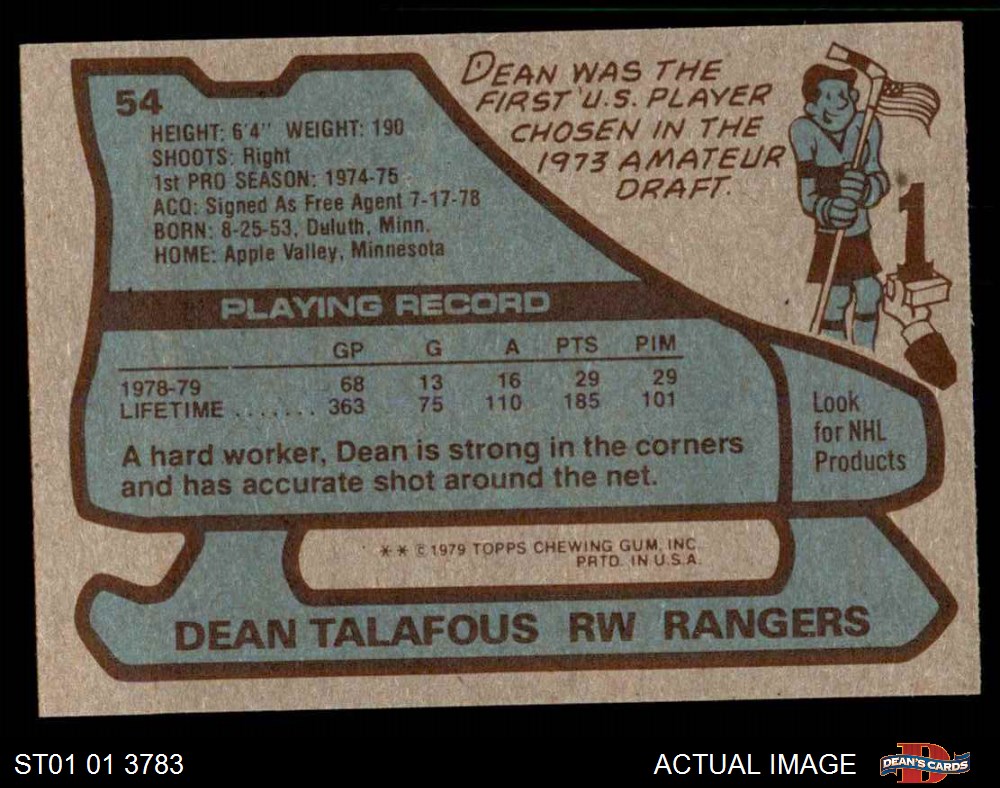 54
HEIGHT: 6'4" WEIGHT: 190
SHOOTS: Right
1st PRO SEASON: 1974-75
ACQ: Signed As Free Agent 7-17-78
BORN: 8-25-53, Duluth, Minn.
HOME: Apple Valley, Minnesota
DEAN WAS THE
FIRST U.S. PLAYER
CHOSEN IN THE
1973 AMATEUR
DRAFT.
1
PLAYING RECORD
GP G A PTS PIM
1978-79 68 13 16 29 29
LIFETIME ....... 363 75 110 185 101
A hard worker, Dean is strong in the corners
and has accurate shot around the net.
Look
for NHL
Products
* * © 1979 TOPPS CHEWING GUM, INC.
PRTD. IN U.S.A.
DEAN TALAFOUS RW RANGERS
ST01 01 3783
ACTUAL IMAGE
D
DEAN'S CARDS